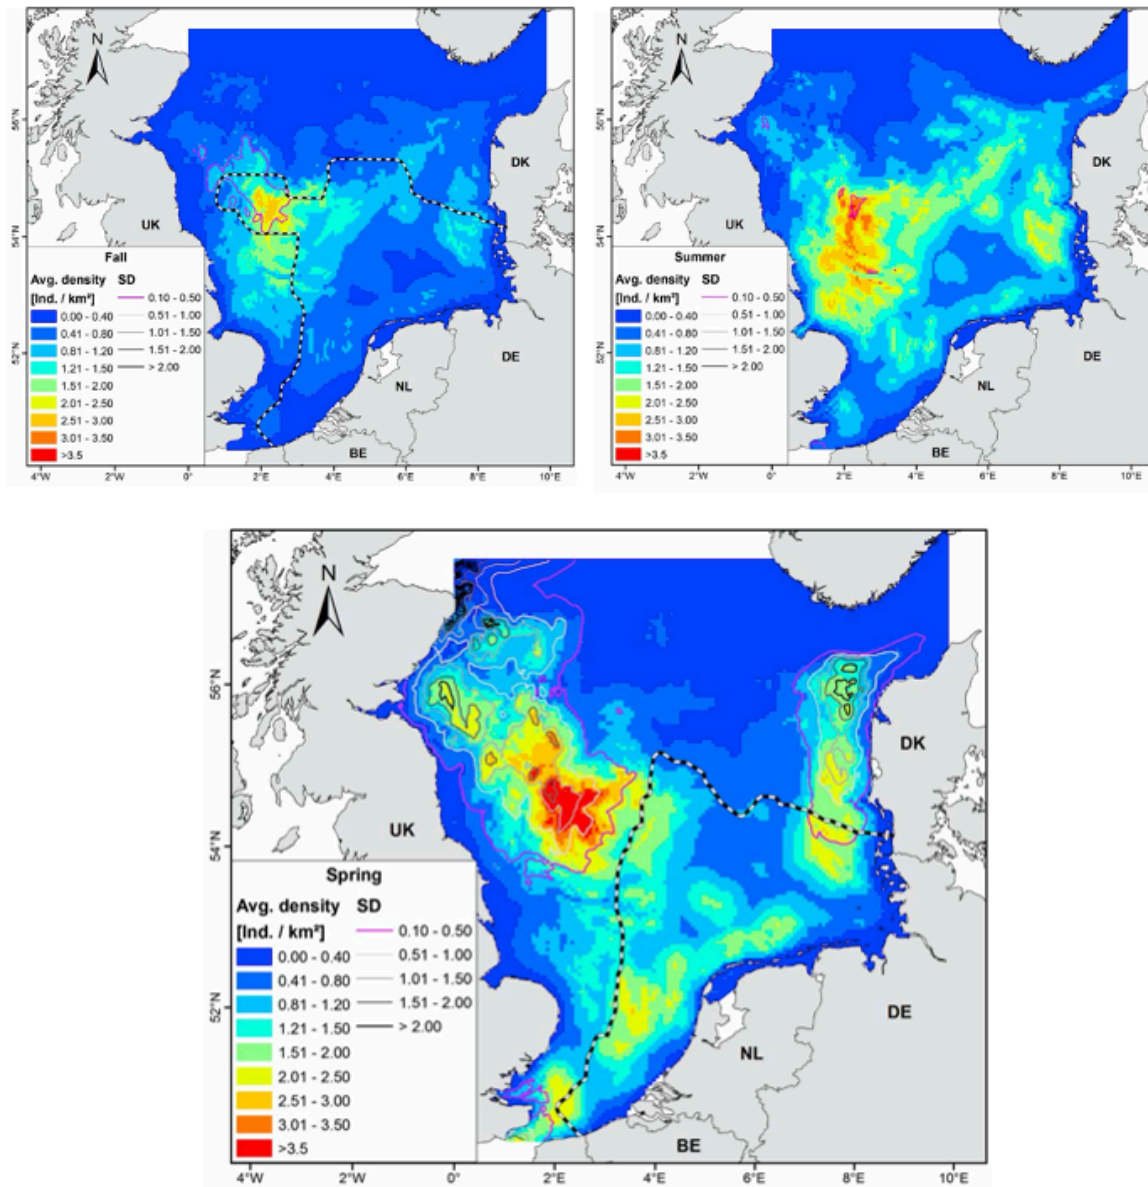 N
56°N
54°N
52°N
UK
DK
DE
NL
BE
Fall
Avg. density SD
[Ind. / km²]
0.10 - 0.50
0.00 - 0.40
0.51 - 1.00
0.41 - 0.80
1.01 - 1.50
0.81 - 1.20
1.51 - 2.00
1.21 - 1.50
> 2.00
1.51 - 2.00
2.01 - 2.50
2.51 - 3.00
3.01 - 3.50
>3.5
4°W 2°W 0° 2°E 4°E 6°E 8°E 10°E
N
56°N
54°N
52°N
UK
DK
DE
NL
BE
Summer
Avg. density SD
[Ind. / km²]
0.10 - 0.50
0.00 - 0.40
0.51 - 1.00
0.41 - 0.80
1.01 - 1.50
0.81 - 1.20
1.51 - 2.00
1.21 - 1.50
> 2.00
1.51 - 2.00
2.01 - 2.50
2.51 - 3.00
3.01 - 3.50
>3.5
4°W 2°W 0° 2°E 4°E 6°E 8°E 10°E
N
56°N
54°N
52°N
UK
DK
DE
NL
BE
Spring
Avg. density SD
[Ind. / km²]
0.10 - 0.50
0.00 - 0.40
0.51 - 1.00
0.41 - 0.80
1.01 - 1.50
0.81 - 1.20
1.51 - 2.00
1.21 - 1.50
> 2.00
1.51 - 2.00
2.01 - 2.50
2.51 - 3.00
3.01 - 3.50
>3.5
4°W 2°W 0° 2°E 4°E 6°E 8°E 10°E